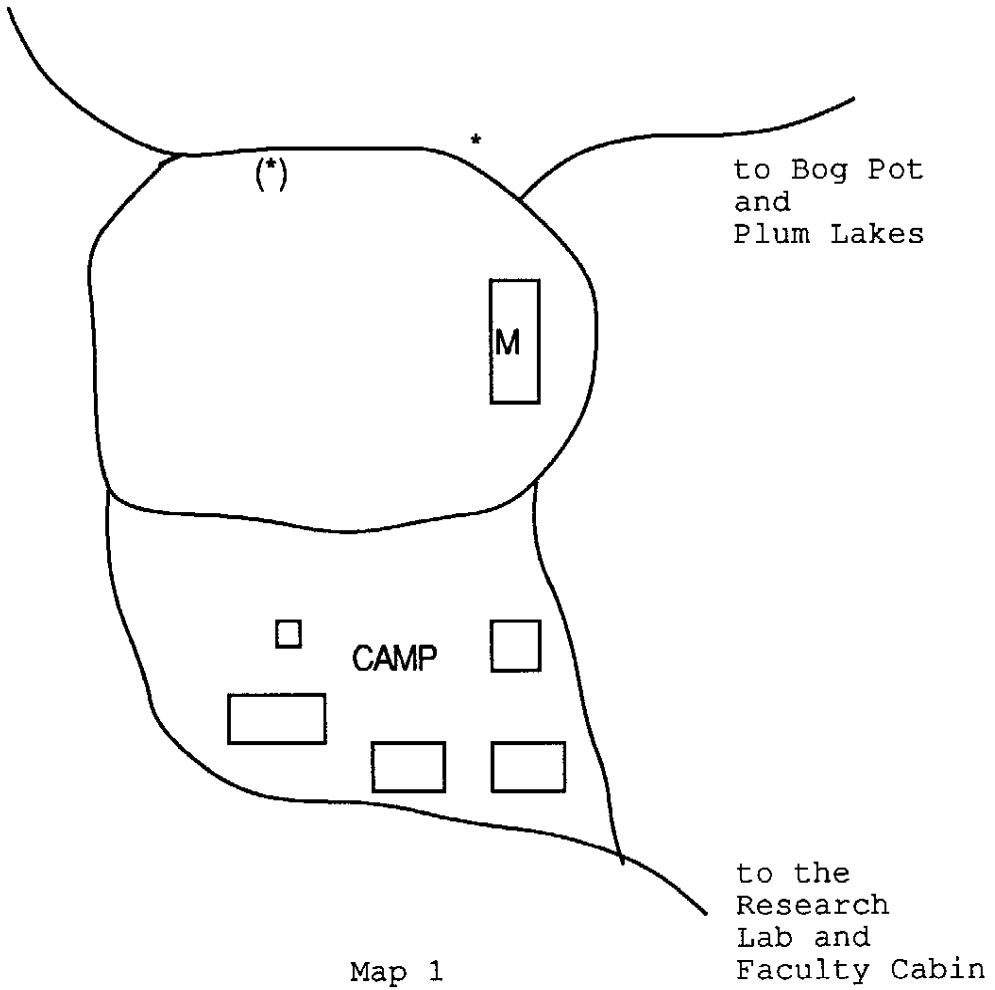 *
(*)
to Bog Pot
and
Plum Lakes
M
CAMP
to the
Research
Lab and
Faculty Cabin
Map 1